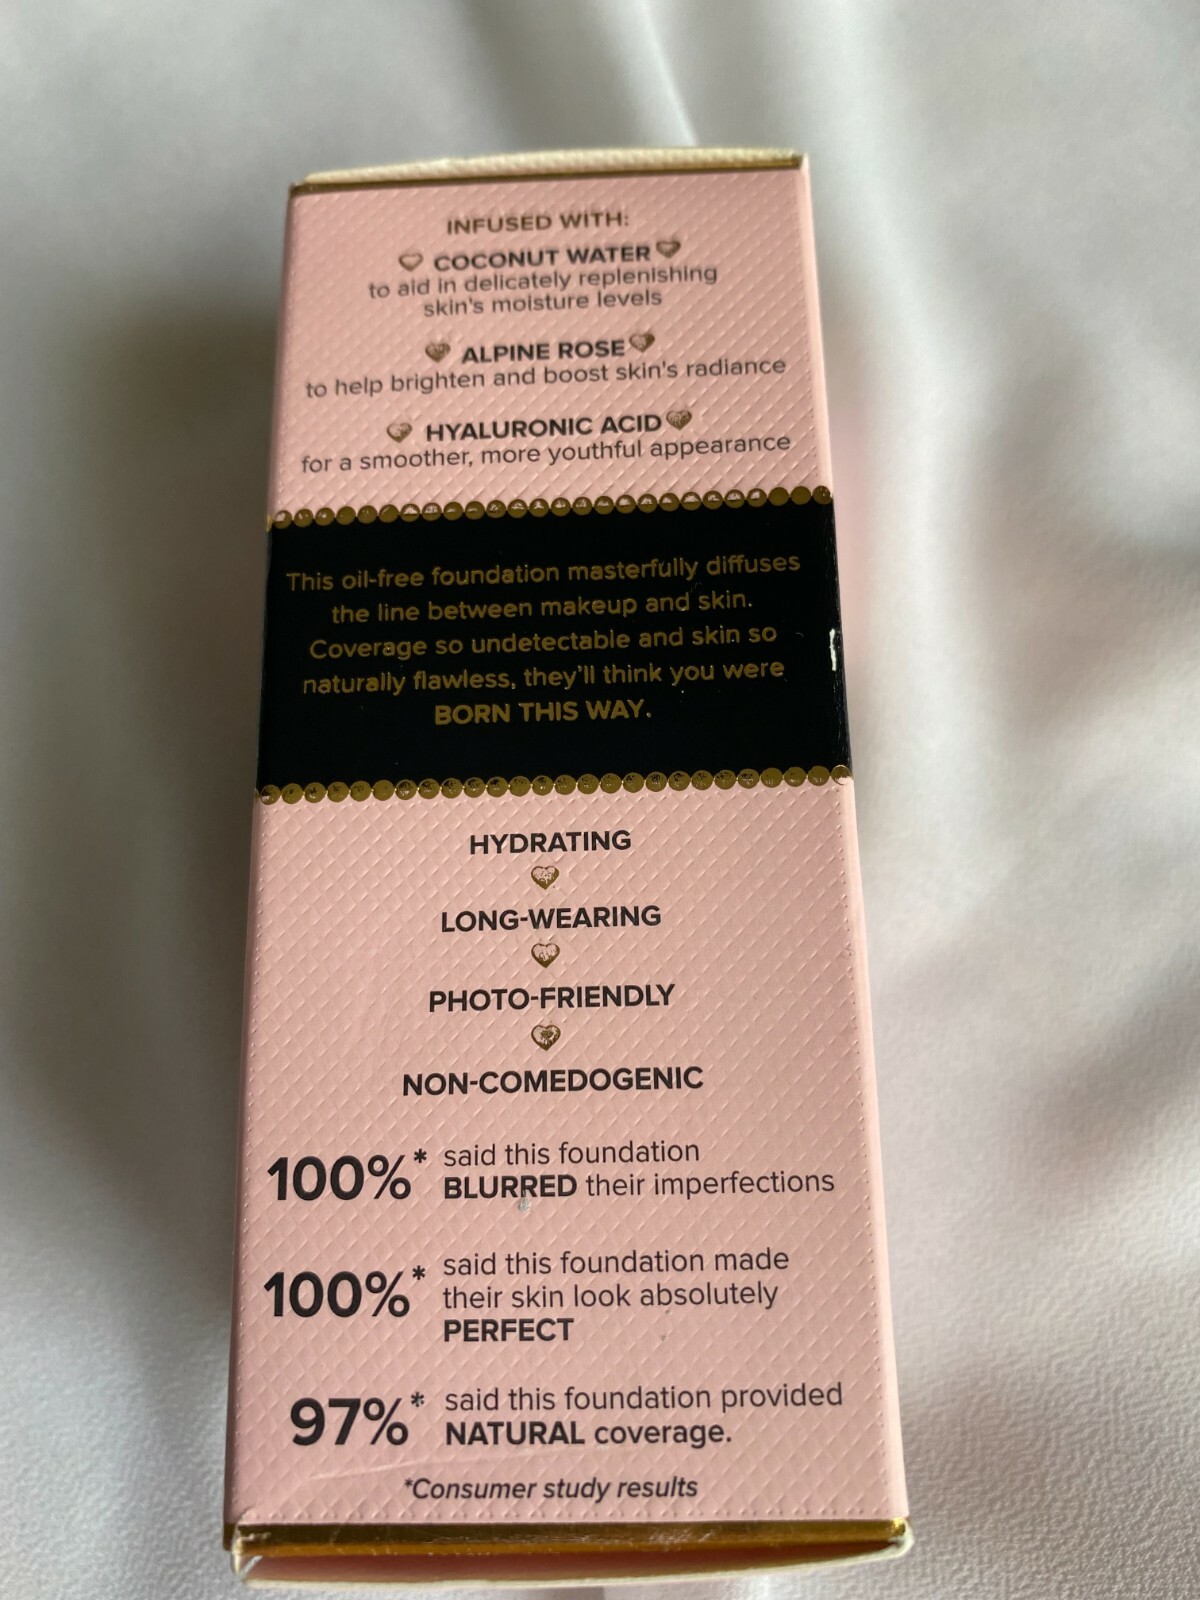 INFUSED WITH:
COCONUT WATER
to aid in delicately replenishing
skin's moisture levels
ALPINE ROSE
to help brighten and boost skin's radiance
HYALURONIC ACID
for a smoother, more youthful appearance
This oil-free foundation masterfully diffuses
the line between makeup and skin.
Coverage so undetectable and skin so
naturally flawless, they'll think you were
BORN THIS WAY.
HYDRATING
LONG-WEARING
PHOTO-FRIENDLY
NON-COMEDOGENIC
100%* said this foundation
BLURRED their imperfections
100%* said this foundation made
their skin look absolutely
PERFECT
97%* said this foundation provided
NATURAL coverage.
*Consumer study results